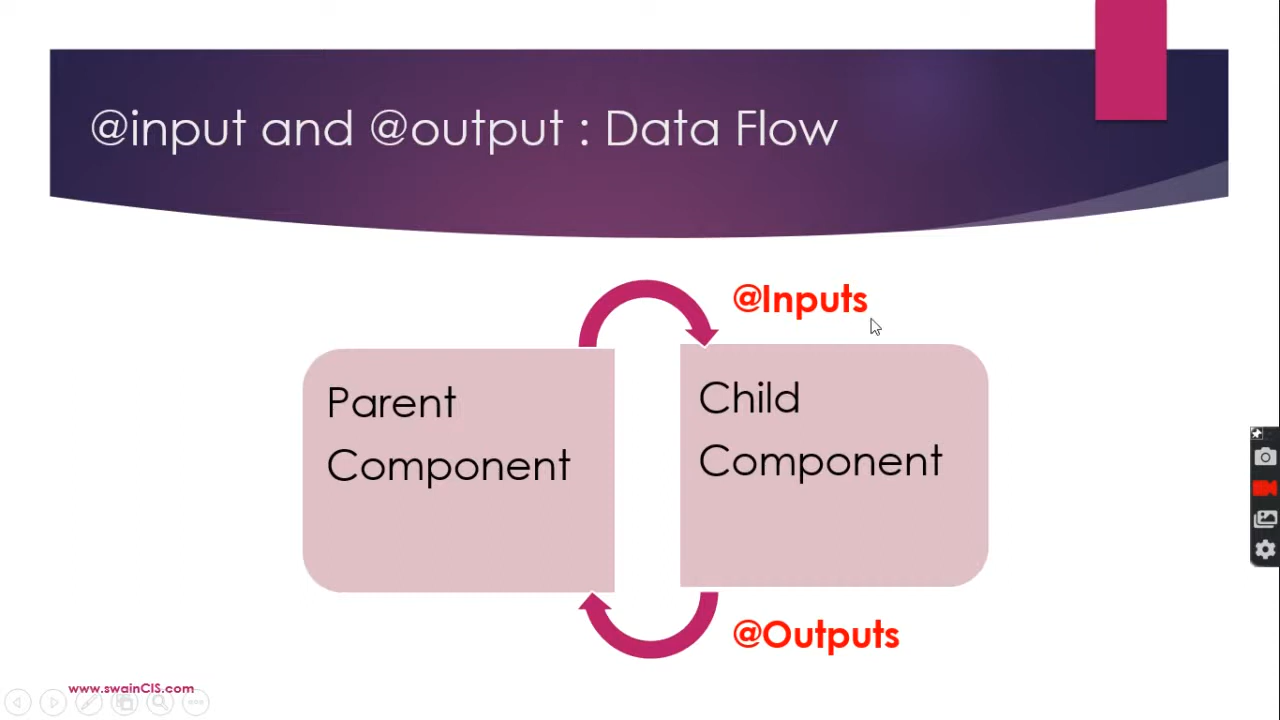 @input and @output : Data Flow
@Inputs
Parent
Component
Child
Component
@Outputs
www.swainCIS.com